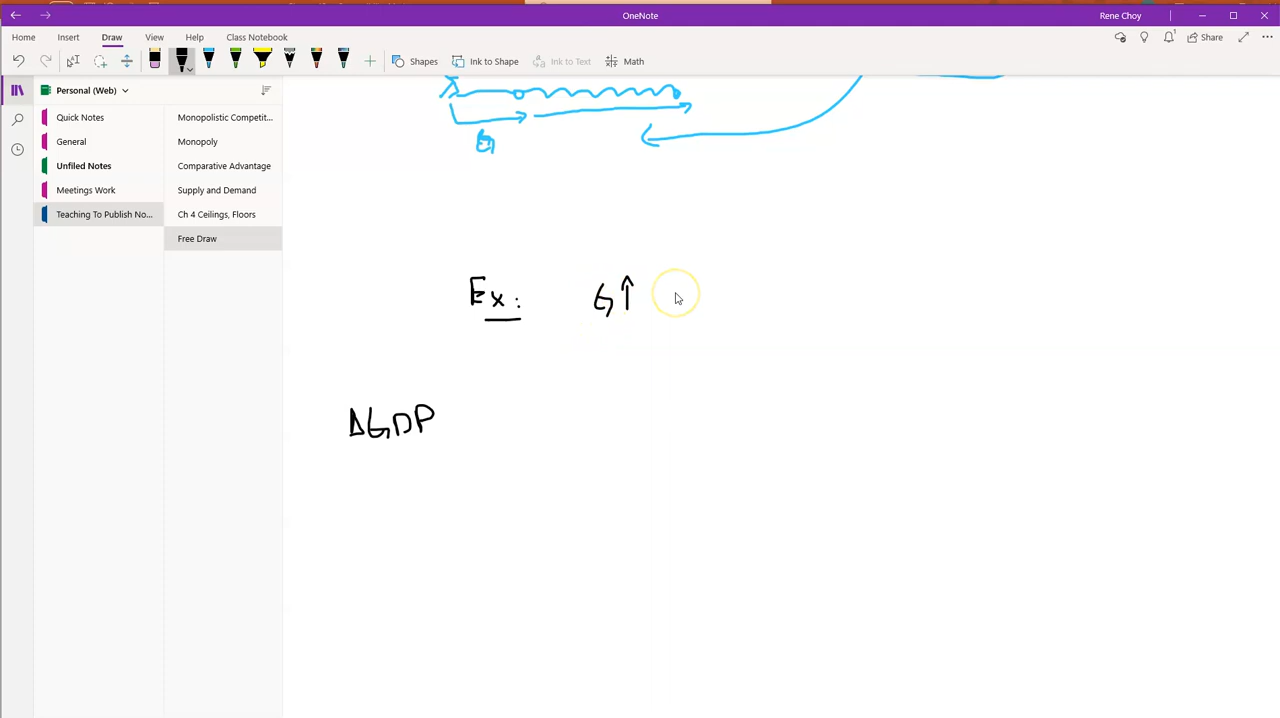 OneNote
Rene Choy
Home Insert Draw View Help Class Notebook
Share
Shapes Ink to Shape Ink to Text Math
Personal (Web)
Quick Notes
General
Unfiled Notes
Meetings Work
Teaching To Publish No...
Monopolistic Competit...
Monopoly
Comparative Advantage
Supply and Demand
Ch 4 Ceilings, Floors
Free Draw
G
Ex: G↑
ΔGDP